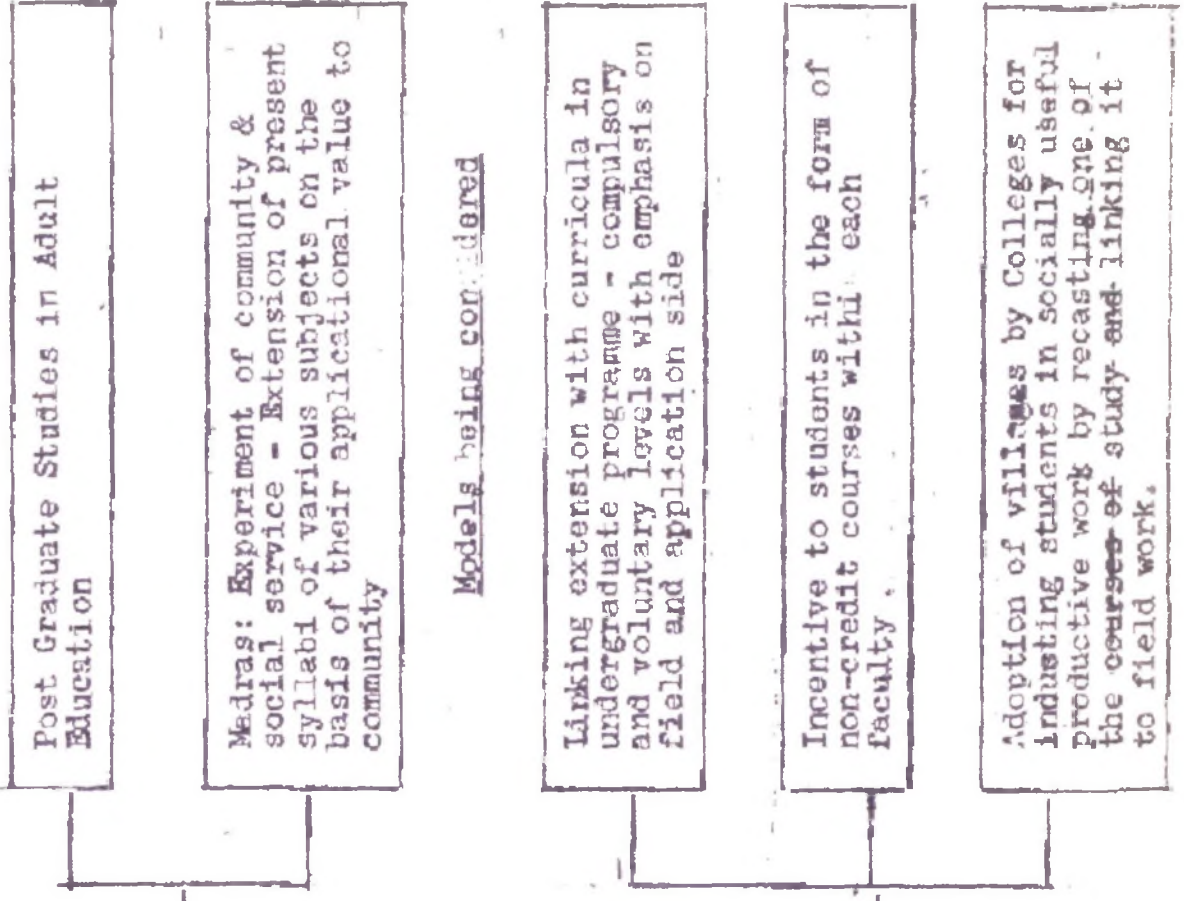 Post Graduate Studies in Adult
Education
Madras: Experiment of community &
social service - Extension of present
syllabi of various subjects on the
basis of their applicational value to
community
Models being considered
Linking extension with curricula in
undergraduate programme - compulsory
and voluntary levels with emphasis on
field and application side
Incentive to students in the form of
non-credit courses withi each
faculty.
Adoption of villages by Colleges for
industing students in socially useful
productive work by recasting one of
the courses of study and linking it
to field work.